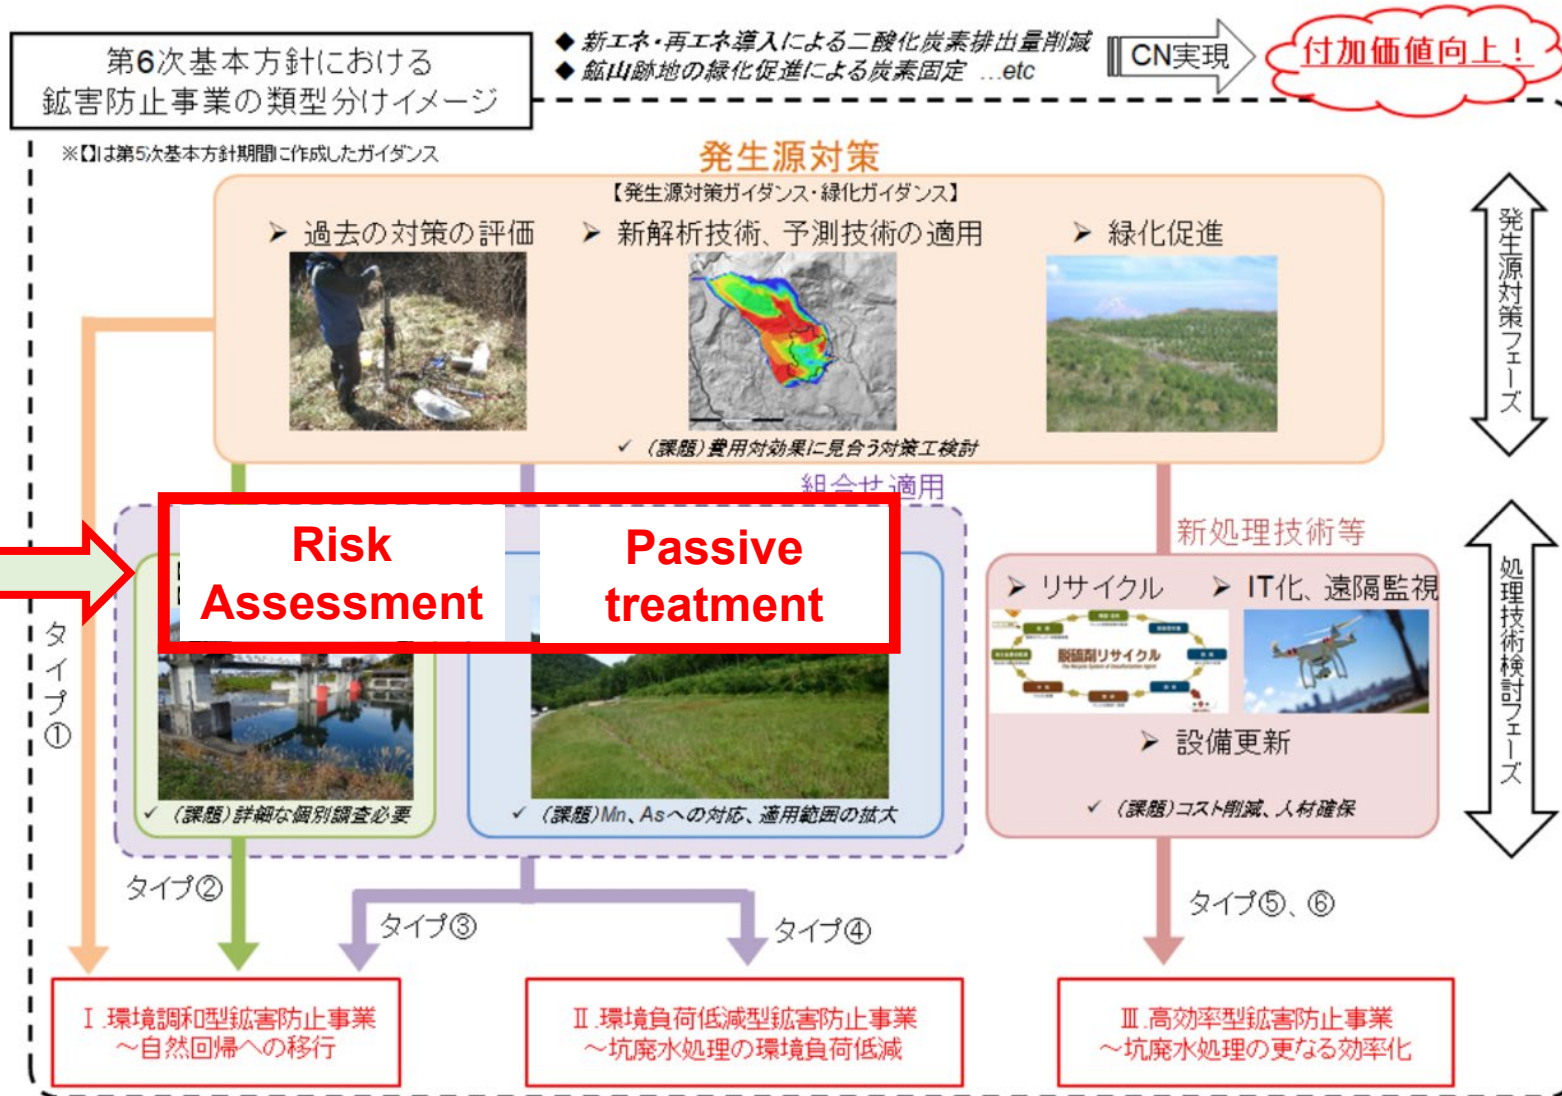 第6次基本方針における
鉱害防止事業の類型分けイメージ
◆ 新エネ・再エネ導入による二酸化炭素排出量削減
◆ 鉱山跡地の緑化促進による炭素固定 …etc
CN実現
付加価値向上！
※【】は第5次基本方針期間に作成したガイダンス
発生源対策
【発生源対策ガイダンス・緑化ガイダンス】
➢ 過去の対策の評価
➢ 新解析技術、予測技術の適用
➢ 緑化促進
✓ (課題)費用対効果に見合う対策工検討
発生源対策フェーズ
組合せ適用
Risk
Assessment
Passive
treatment
✓ (課題)詳細な個別調査必要
✓ (課題)Mn、Asへの対応、適用範囲の拡大
新処理技術等
➢ リサイクル
➢ IT化、遠隔監視
脱硫剤リサイクル
➢ 設備更新
✓ (課題)コスト削減、人材確保
処理技術検討フェーズ
タイプ①
タイプ②
タイプ③
タイプ④
タイプ⑤、⑥
Ⅰ.環境調和型鉱害防止事業
～自然回帰への移行
Ⅱ.環境負荷低減型鉱害防止事業
～坑廃水処理の環境負荷低減
Ⅲ.高効率型鉱害防止事業
～坑廃水処理の更なる効率化